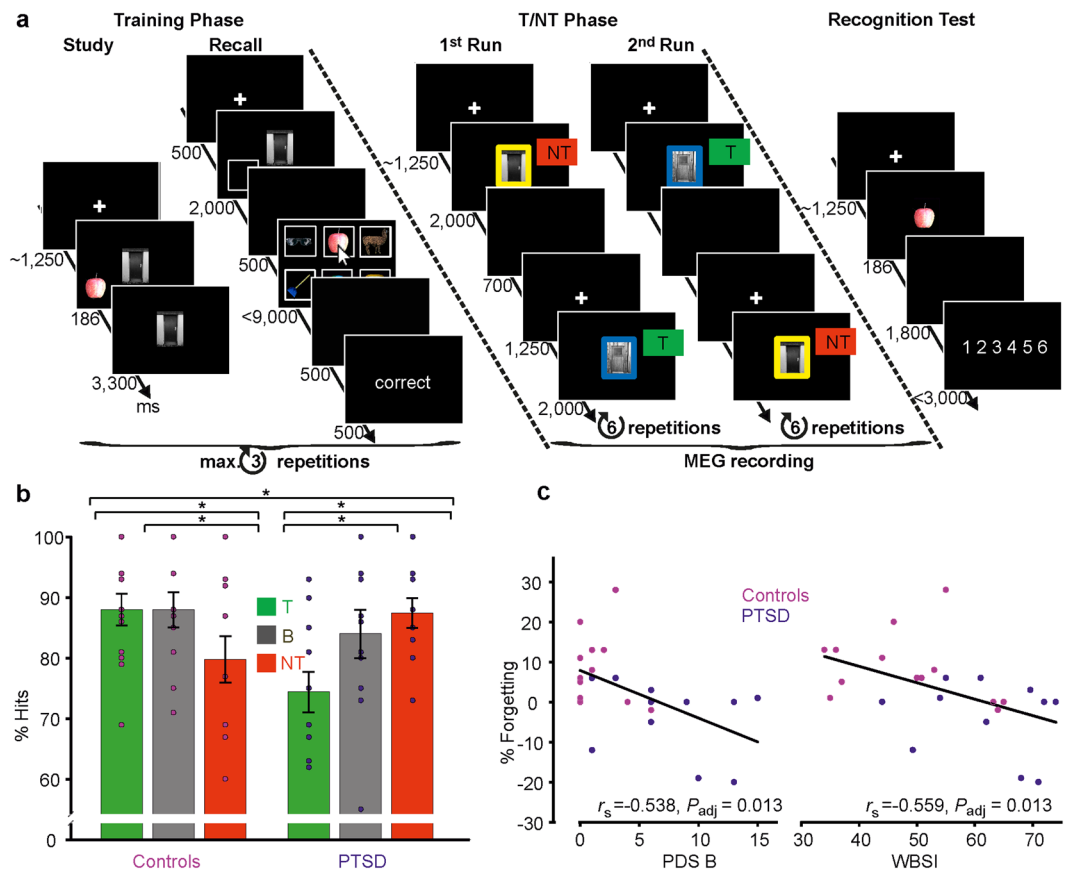 a
Training Phase
T/NT Phase
Recognition Test
Study
Recall
1st Run
2nd Run
~1,250
186
3,300
ms
500
2,000
500
<9,000
500
correct
500
max. 3 repetitions
~1,250
NT
2,000
700
1,250
T
2,000
6 repetitions
T
NT
6 repetitions
MEG recording
~1,250
186
1,800
1 2 3 4 5 6
<3,000
b
*
* *
* *
100
90
80
70
60
0
% Hits
T
B
NT
Controls
PTSD
c
30
20
10
0
-10
-20
-30
% Forgetting
Controls
PTSD
rs=-0.538, Padj = 0.013
rs=-0.559, Padj = 0.013
0 5 10 15
30 40 50 60 70
PDS B
WBSI